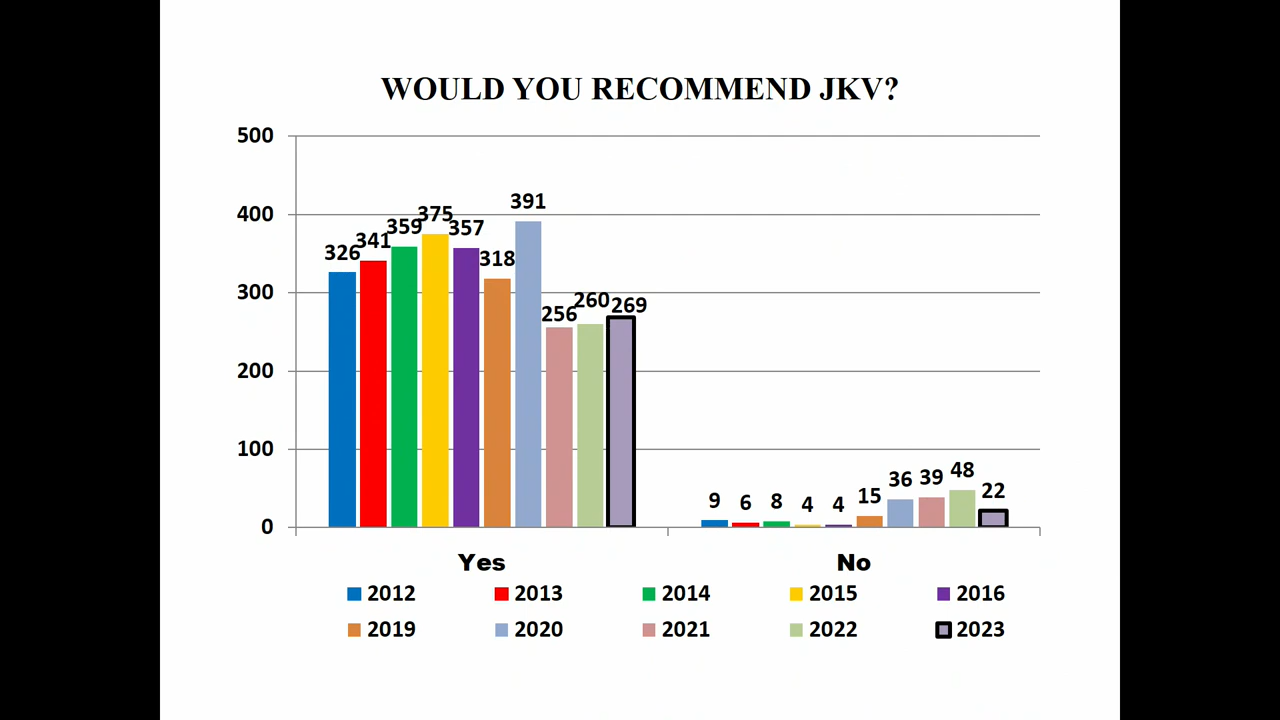 WOULD YOU RECOMMEND JKV?
500
400
300
200
100
0
326 341 359 375 357 318 391 256 260 269
9 6 8 4 4 15 36 39 48 22
Yes No
2012 2013 2014 2015 2016
2019 2020 2021 2022 2023